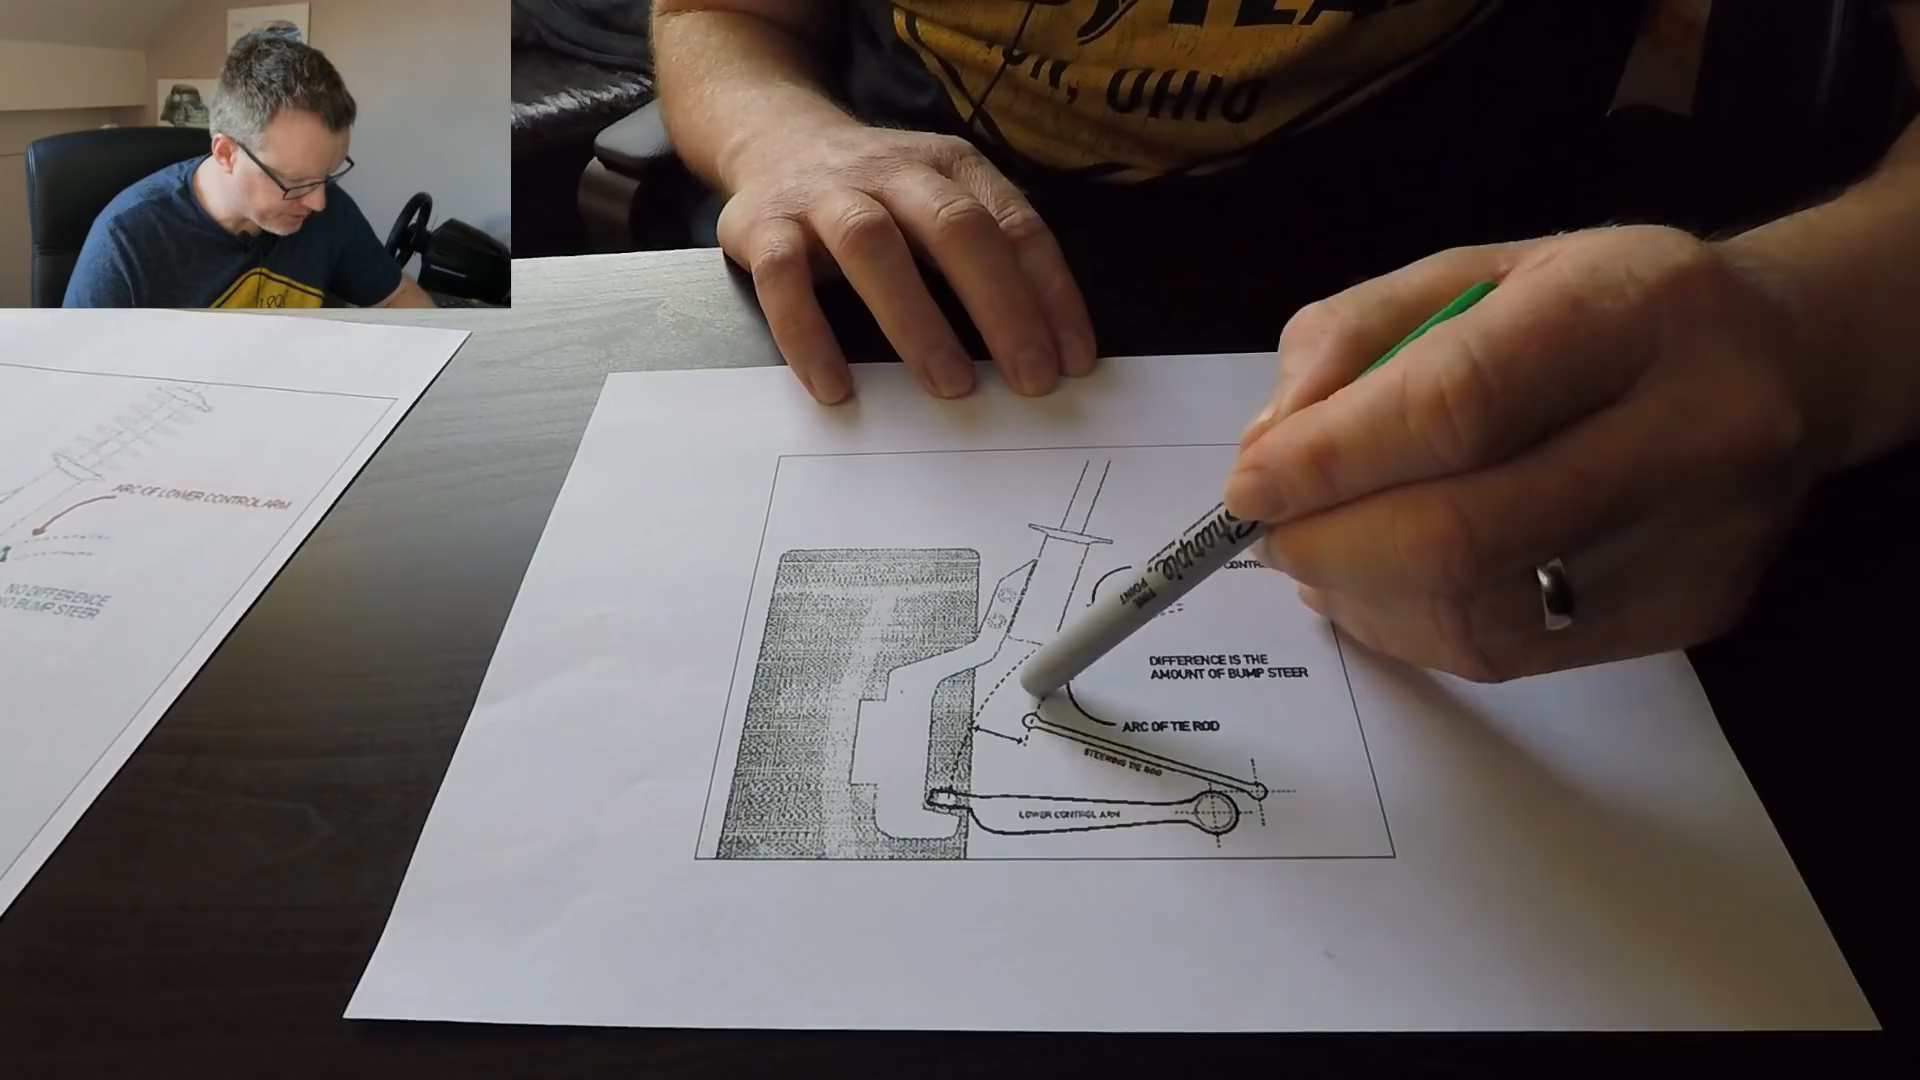 OHIO
ARC OF LOWER CONTROL ARM
NO DIFFERENCE
NO BUMP STEER
Sharpie.
FINE
POINT
DIFFERENCE IS THE
AMOUNT OF BUMP STEER
ARC OF TIE ROD
STEERING TIE ROD
LOWER CONTROL ARM